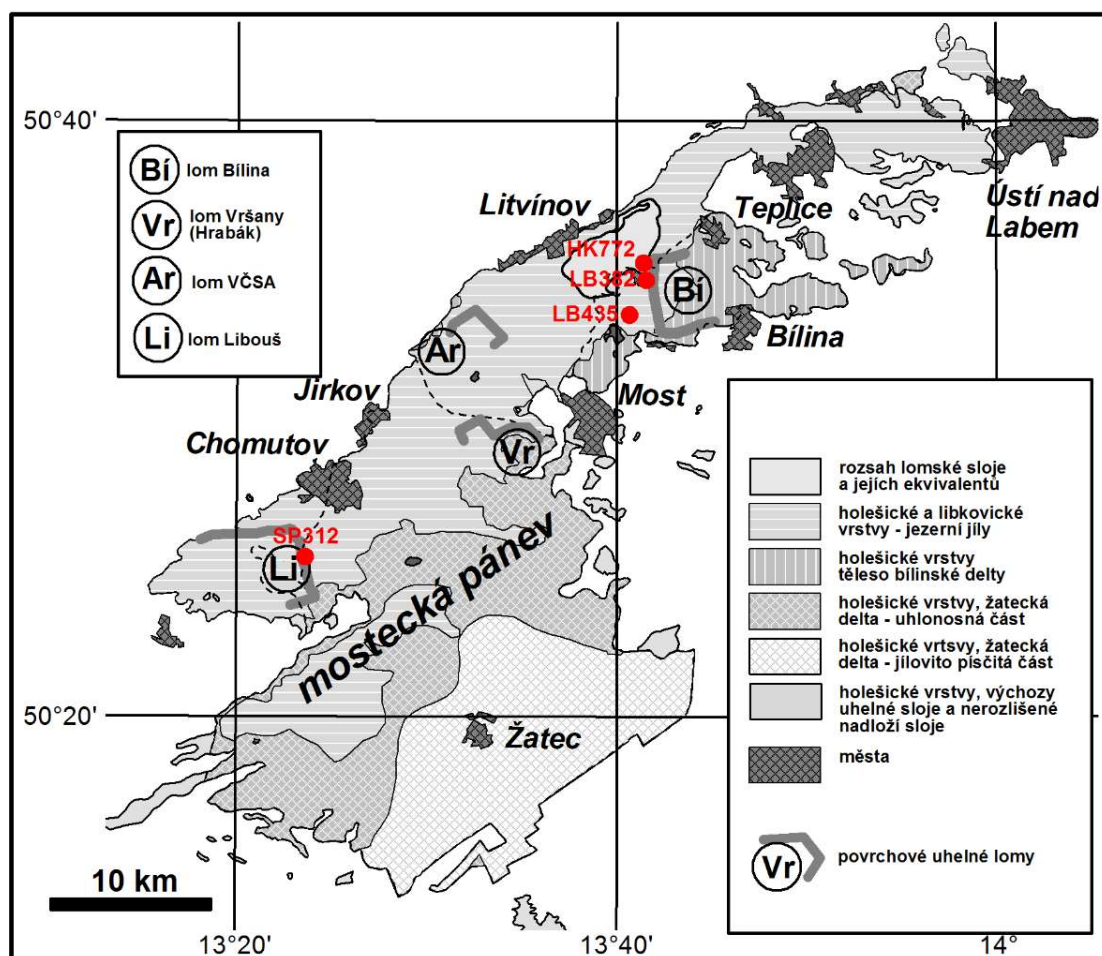 50°40'
Bí lom Bílina
Vr lom Vršany
(Hrabák)
Ar lom VČSA
Li lom Libouš
Litvínov
Teplice
Ústí nad
Labem
HK772
LB382
Bí
LB435
Bílina
Ar
Most
Jirkov
Vr
Chomutov
SP312
Li
mostecká pánev
50°20'
Žatec
rozsah lomské sloje
a jejích ekvivalentů
holešické a libkovické
vrstvy - jezerní jíly
holešické vrstvy
těleso bílinské delty
holešické vrstvy, žatecká
delta - uhlonosná část
holešické vrtsvy, žatecká
delta - jílovito písčitá část
holešické vrstvy, výchozy
uhelné sloje a nerozlišené
nadloží sloje
města
Vr povrchové uhelné lomy
10 km
13°20'
13°40'
14°